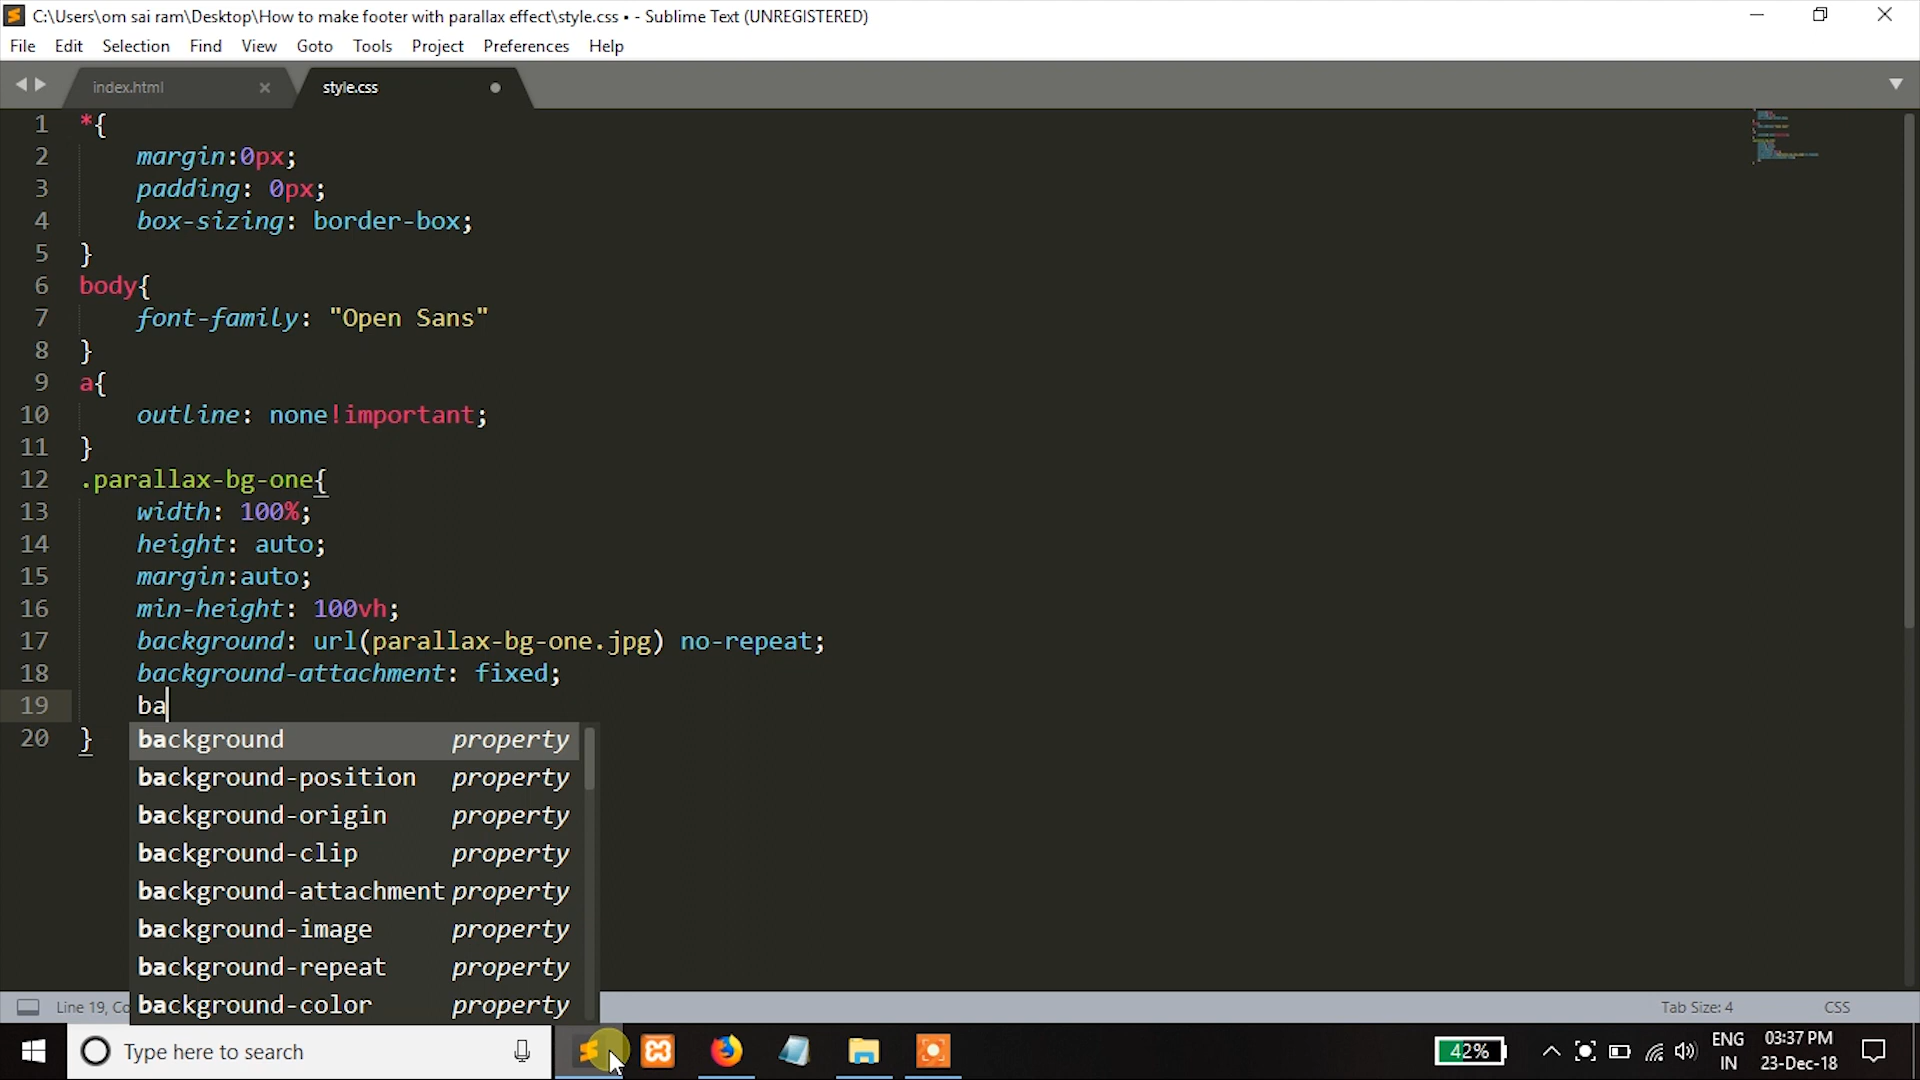 C:\Users\om sai ram\Desktop\How to make footer with parallax effect\style.css • - Sublime Text (UNREGISTERED)
File Edit Selection Find View Goto Tools Project Preferences Help
index.html × style.css
1 *{
2 margin:0px;
3 padding: 0px;
4 box-sizing: border-box;
5 }
6 body{
7 font-family: "Open Sans"
8 }
9 a{
10 outline: none!important;
11 }
12 .parallax-bg-one{
13 width: 100%;
14 height: auto;
15 margin:auto;
16 min-height: 100vh;
17 background: url(parallax-bg-one.jpg) no-repeat;
18 background-attachment: fixed;
19 ba
20 }
background property
background-position property
background-origin property
background-clip property
background-attachment property
background-image property
background-repeat property
background-color property
Line 19, Co Tab Size: 4 CSS
Type here to search 42% ENG 03:37 PM
IN 23-Dec-18